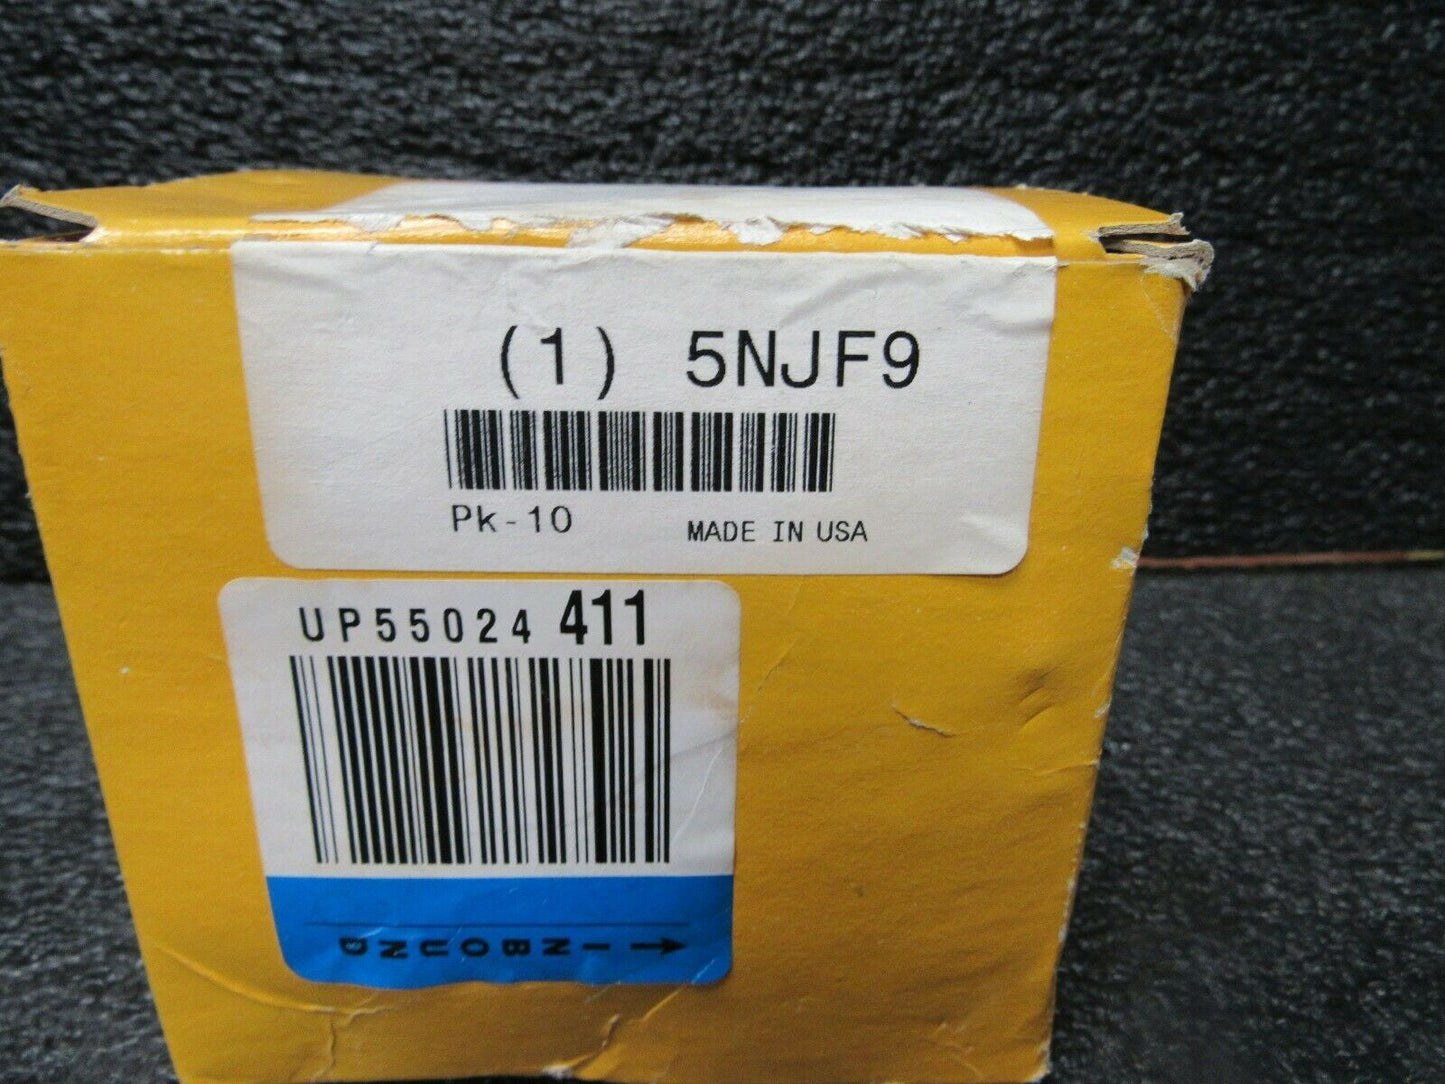 (1) 5NJF9
Pk-10 MADE IN USA
UP55024 411
INBOUND